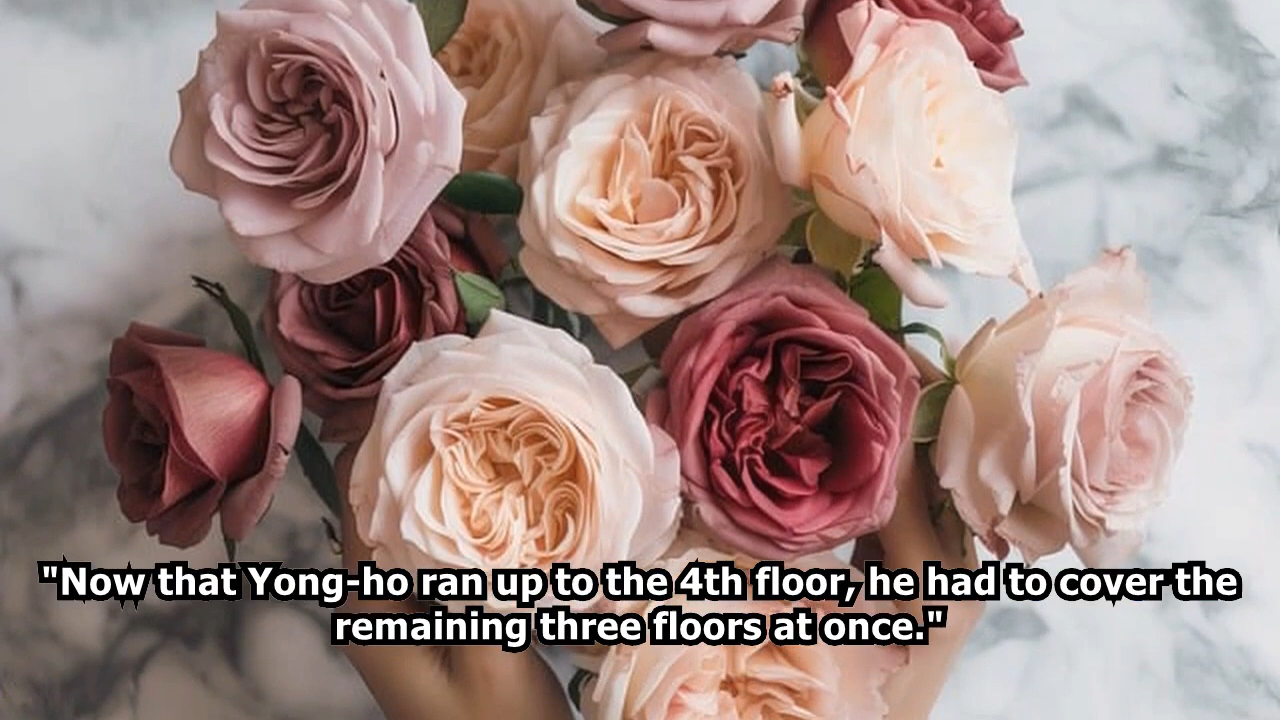 "Now that Yong-ho ran up to the 4th floor, he had to cover the
remaining three floors at once."